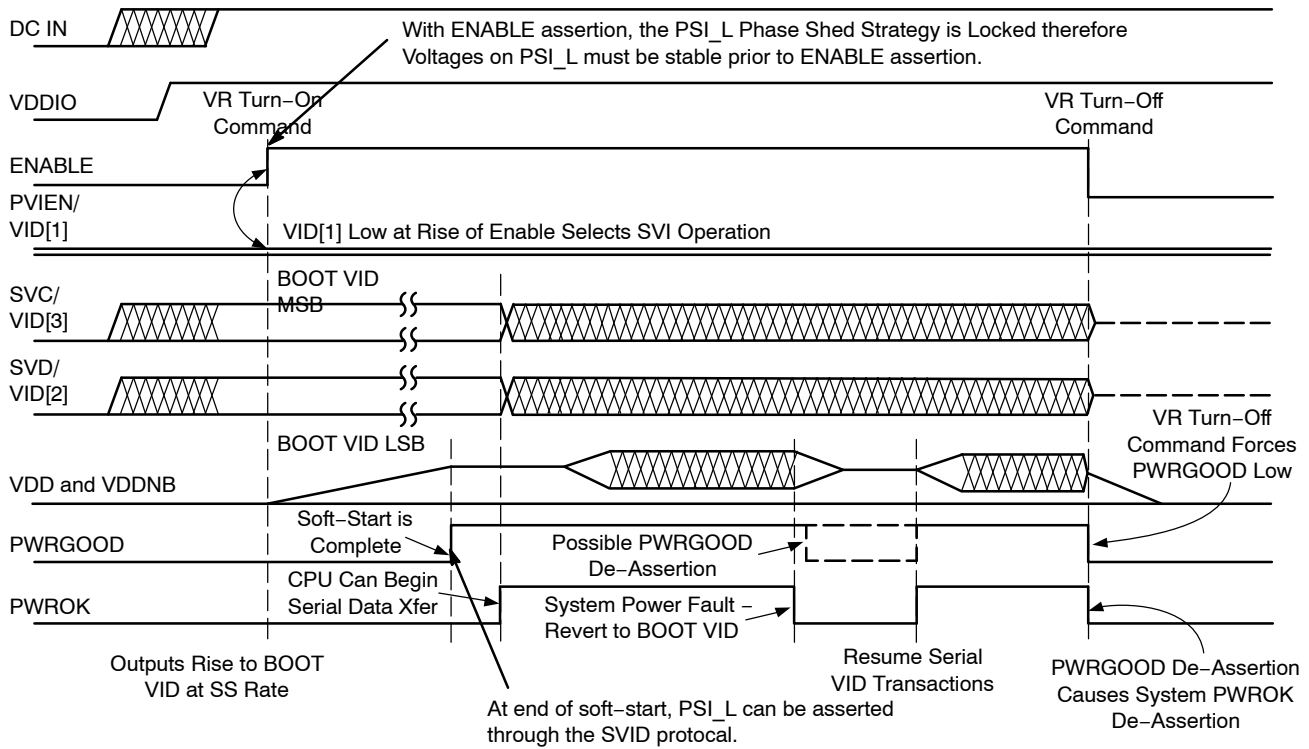 DC IN
With ENABLE assertion, the PSI_L Phase Shed Strategy is Locked therefore
Voltages on PSI_L must be stable prior to ENABLE assertion.
VDDIO
VR Turn−On
Command
VR Turn−Off
Command
ENABLE
PVIEN/
VID[1]
VID[1] Low at Rise of Enable Selects SVI Operation
SVC/
VID[3]
BOOT VID
MSB
SVD/
VID[2]
BOOT VID LSB
VR Turn−Off
Command Forces
PWRGOOD Low
VDD and VDDNB
Soft−Start is
Complete
PWRGOOD
Possible PWRGOOD
De−Assertion
CPU Can Begin
Serial Data Xfer
PWROK
System Power Fault −
Revert to BOOT VID
Outputs Rise to BOOT
VID at SS Rate
Resume Serial
VID Transactions
PWRGOOD De−Assertion
Causes System PWROK
De−Assertion
At end of soft−start, PSI_L can be asserted
through the SVID protocal.